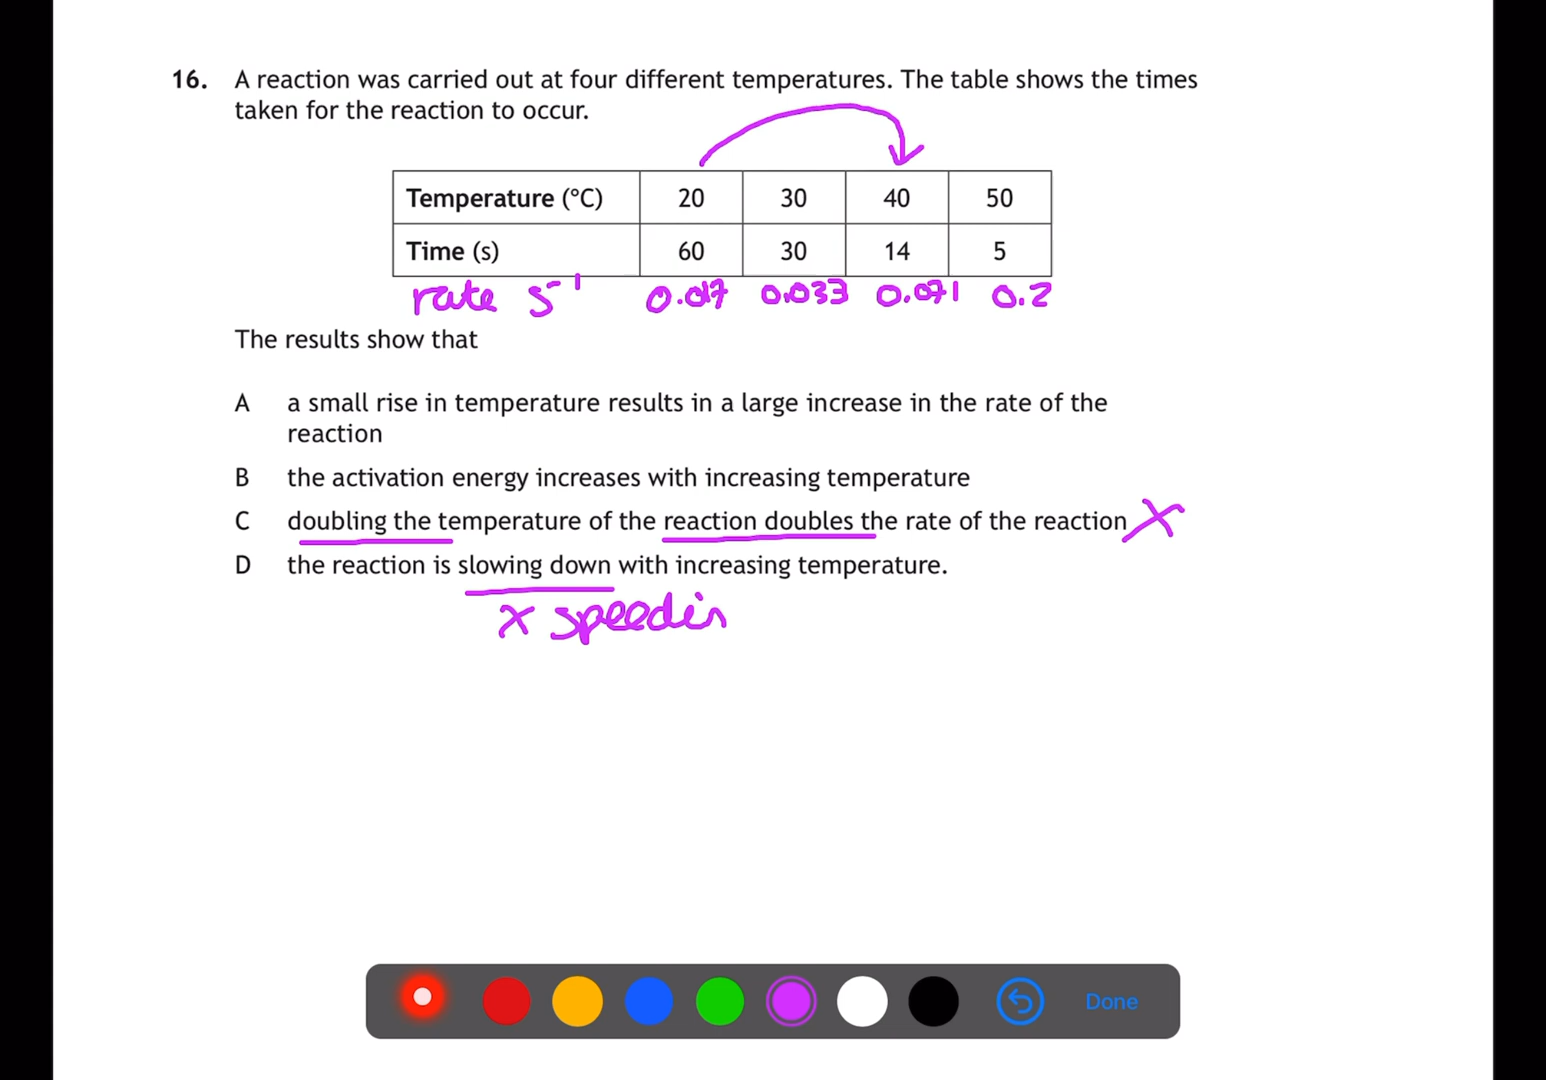 16. A reaction was carried out at four different temperatures. The table shows the times
taken for the reaction to occur.
Temperature (°C) 20 30 40 50
Time (s) 60 30 14 5
rate s⁻¹ 0.017 0.033 0.071 0.2
The results show that
A a small rise in temperature results in a large increase in the rate of the
reaction
B the activation energy increases with increasing temperature
C doubling the temperature of the reaction doubles the rate of the reaction X
D the reaction is slowing down with increasing temperature.
x speedin
Done